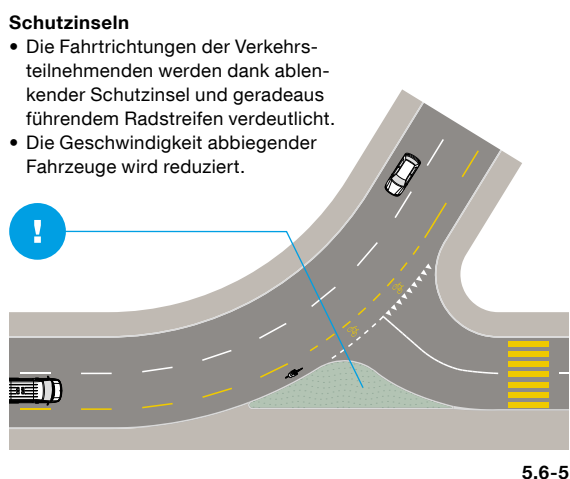 Schutzinseln
• Die Fahrtrichtungen der Verkehrs-
teilnehmenden werden dank ablen-
kender Schutzinsel und geradeaus
führendem Radstreifen verdeutlicht.
• Die Geschwindigkeit abbiegender
Fahrzeuge wird reduziert.
!
5.6-5